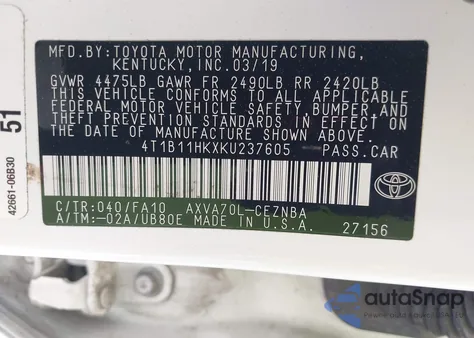 MFD.BY:TOYOTA MOTOR MANUFACTURING,
KENTUCKY,INC.03/19
GVWR 4475LB GAWR FR 2490LB RR 2420LB
THIS VEHICLE CONFORMS TO ALL APPLICABLE
FEDERAL MOTOR VEHICLE SAFETY,BUMPER,AND
THEFT PREVENTION STANDARDS IN EFFECT ON
THE DATE OF MANUFACTURE SHOWN ABOVE.
4T1B11HKXKU237605 PASS.CAR
C/TR:040/FA10 AXVA70L-CEZNBA
A/TM:-02A/UB80E MADE IN U.S.A. 27156
TOYOTA
51
42661-06B30
autoSnap